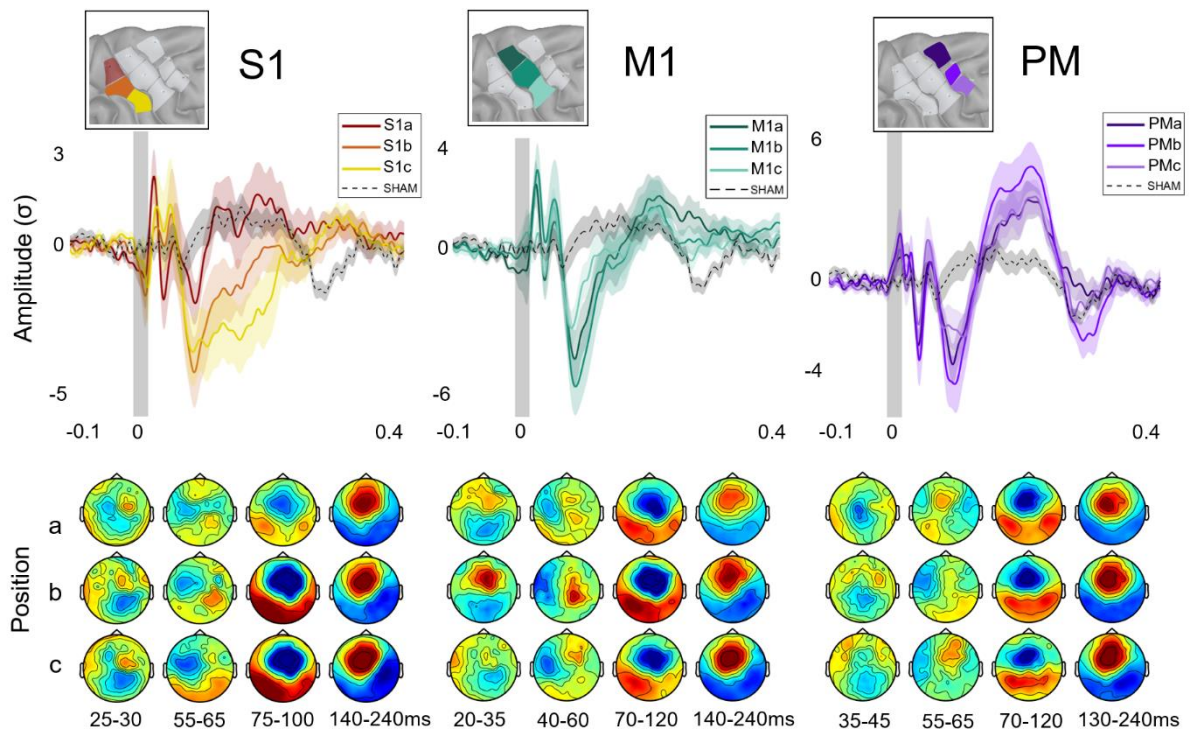 S1
M1
PM
S1a
S1b
S1c
SHAM
M1a
M1b
M1c
SHAM
PMa
PMb
PMc
SHAM
Amplitude (σ)
3
0
-5
-0.1 0 0.4
4
0
-6
-0.1 0 0.4
6
0
-4
-0.1 0 0.4
Position
a
b
c
25-30 55-65 75-100 140-240ms
20-35 40-60 70-120 140-240ms
35-45 55-65 70-120 130-240ms